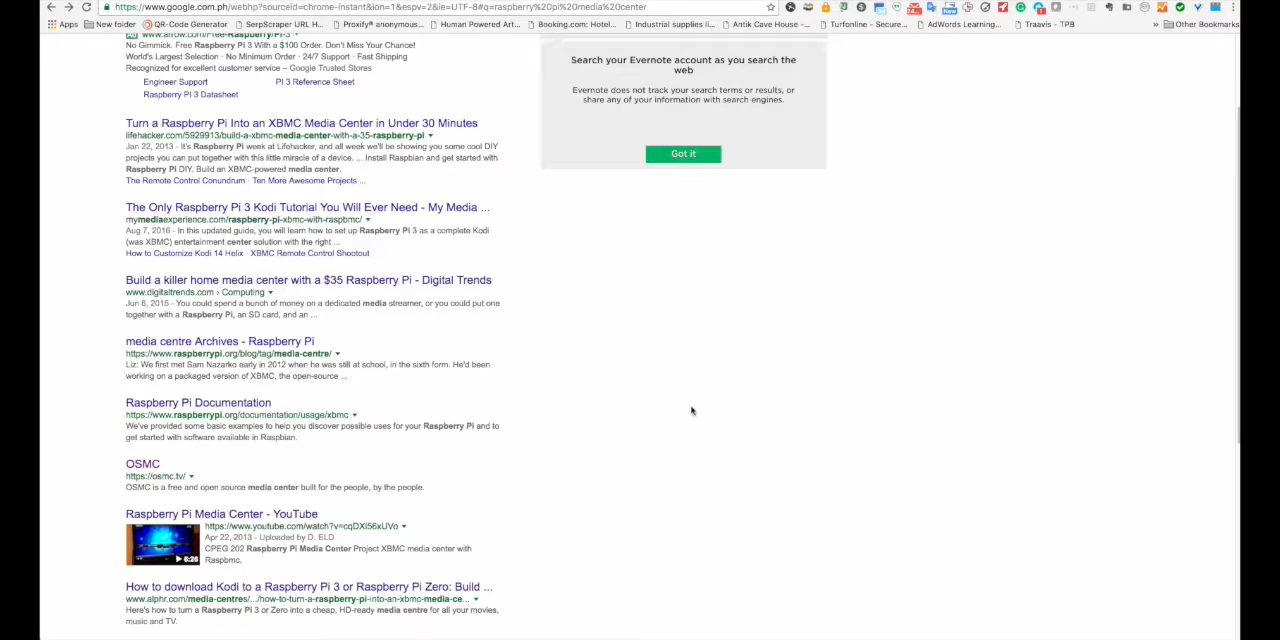 https://www.google.com.ph/webhp?sourceid=chrome-instant&ion=1&espv=2&ie=UTF-8#q=raspberry%20pi%20media%20center
Apps New folder QR-Code Generator SerpScraper URL H... Proxify® anonymous... Human Powered Art... Booking.com: Hotel... Industrial supplies li... Antik Cave House -... Turfonline - Secure... AdWords Learning... Traavis - TPB » Other Bookmarks
Ad www.arrow.com/Free-Raspberry/Pi-3
No Gimmick. Free Raspberry Pi 3 With a $100 Order. Don't Miss Your Chance!
World's Largest Selection · No Minimum Order · 24/7 Support · Fast Shipping
Recognized for excellent customer service – Google Trusted Stores
Engineer Support PI 3 Reference Sheet
Raspberry PI 3 Datasheet
Search your Evernote account as you search the
web
Evernote does not track your search terms or results, or
share any of your information with search engines.
Got it
Turn a Raspberry Pi Into an XBMC Media Center in Under 30 Minutes
lifehacker.com/5929913/build-a-xbmc-media-center-with-a-35-raspberry-pi
Jan 22, 2013 - It's Raspberry Pi week at Lifehacker, and all week we'll be showing you some cool DIY
projects you can put together with this little miracle of a device. ... Install Raspbian and get started with
Raspberry Pi DIY. Build an XBMC-powered media center.
The Remote Control Conundrum · Ten More Awesome Projects ...
The Only Raspberry Pi 3 Kodi Tutorial You Will Ever Need - My Media ...
mymediaexperience.com/raspberry-pi-xbmc-with-raspbmc/
Aug 7, 2016 - In this updated guide, you will learn how to set up Raspberry Pi 3 as a complete Kodi
(was XBMC) entertainment center solution with the right ...
How to Customize Kodi 14 Helix · XBMC Remote Control Shootout
Build a killer home media center with a $35 Raspberry Pi - Digital Trends
www.digitaltrends.com › Computing
Jun 6, 2015 - You could spend a bunch of money on a dedicated media streamer, or you could put one
together with a Raspberry Pi, an SD card, and an ...
media centre Archives - Raspberry Pi
https://www.raspberrypi.org/blog/tag/media-centre/
Liz: We first met Sam Nazarko early in 2012 when he was still at school, in the sixth form. He'd been
working on a packaged version of XBMC, the open-source ...
Raspberry Pi Documentation
https://www.raspberrypi.org/documentation/usage/xbmc
We've provided some basic examples to help you discover possible uses for your Raspberry Pi and to
get started with software available in Raspbian.
OSMC
https://osmc.tv/
OSMC is a free and open source media center built for the people, by the people.
Raspberry Pi Media Center - YouTube
https://www.youtube.com/watch?v=cqDXi56xUVo
Apr 22, 2013 - Uploaded by D. ELD
CPEG 202 Raspberry Pi Media Center Project XBMC media center with
Raspbmc.
6:26
How to download Kodi to a Raspberry Pi 3 or Raspberry Pi Zero: Build ...
www.alphr.com/media-centres/.../how-to-turn-a-raspberry-pi-into-an-xbmc-media-ce...
Here's how to turn a Raspberry Pi 3 or Zero into a cheap, HD-ready media centre for all your movies,
music and TV.